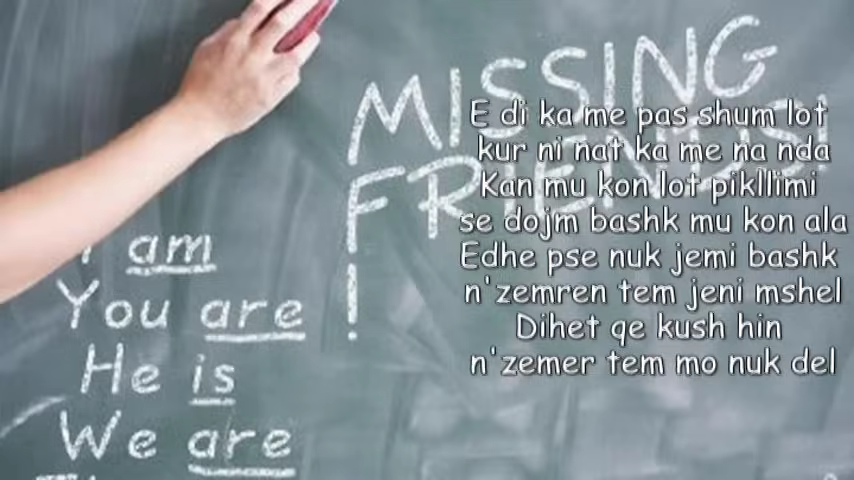 MISSING
FRIENDS!
!
E di ka me pas shum lot
kur ni nat ka me na nda
Kan mu kon lot pikllimi
se dojm bashk mu kon ala
Edhe pse nuk jemi bashk
n'zemren tem jeni mshel
Dihet qe kush hin
n'zemer tem mo nuk del
I am
You are
He is
We are